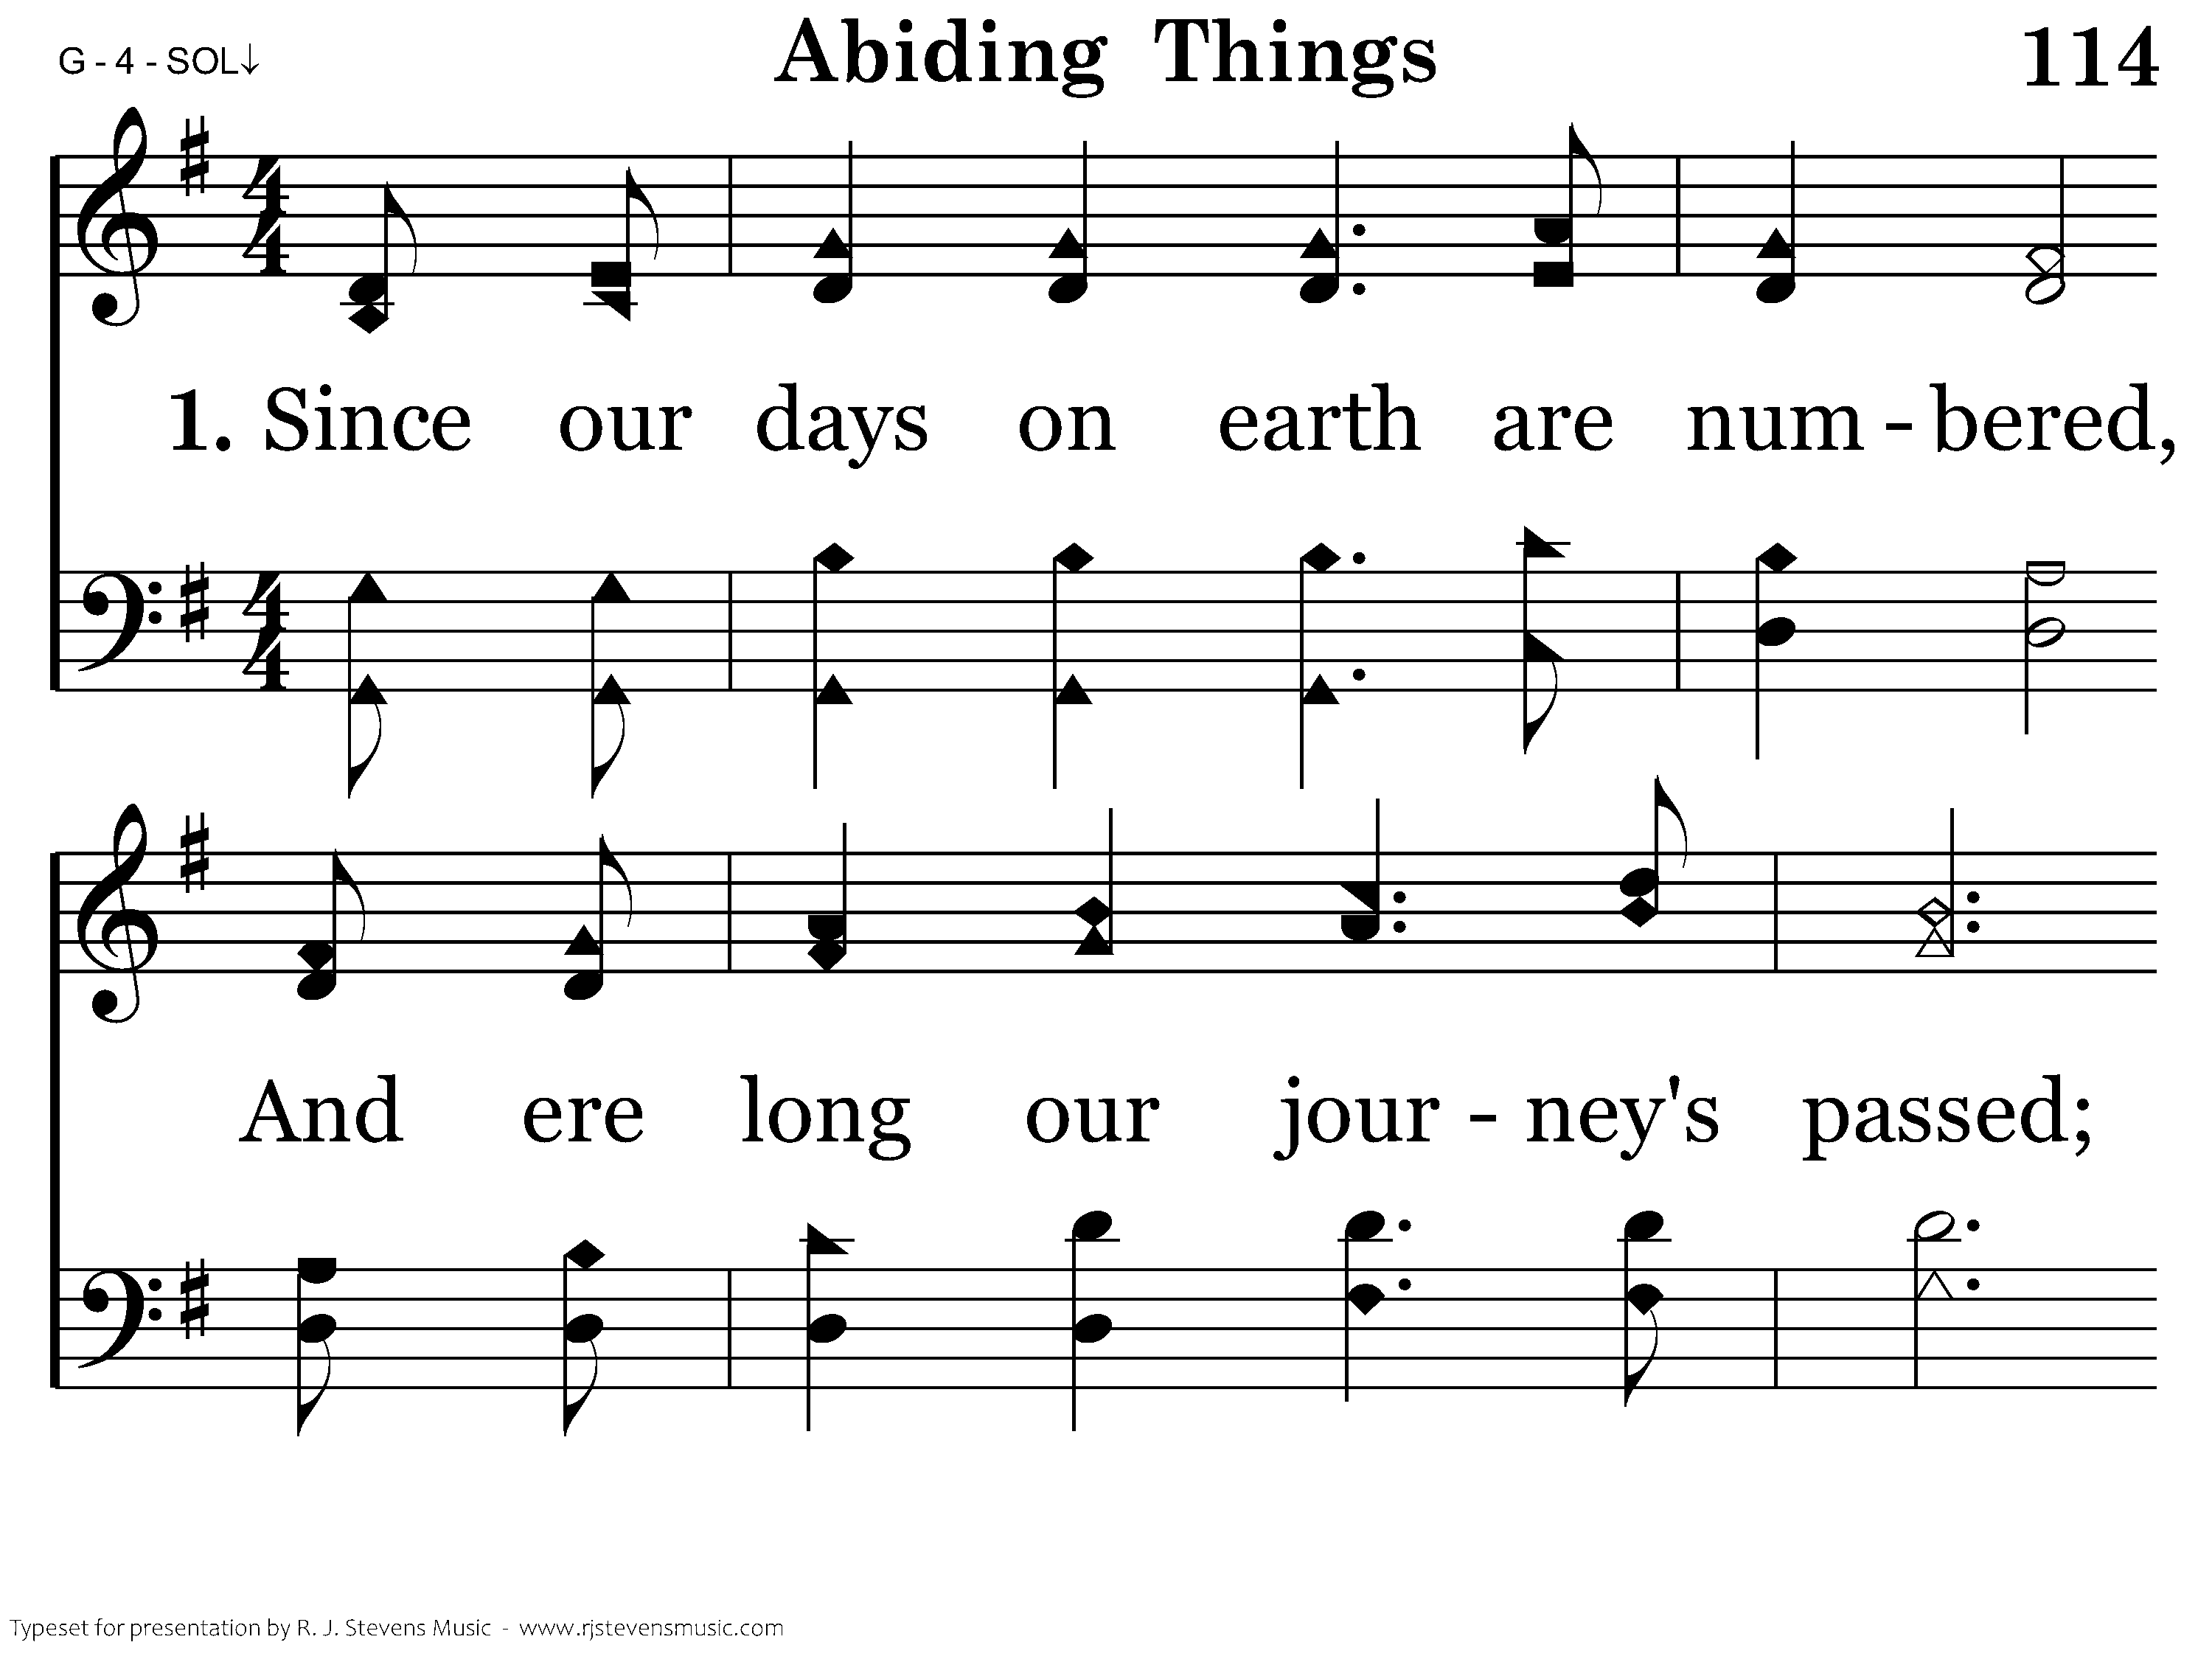 G - 4 - SOL↓ Abiding Things 114
1. Since our days on earth are num - bered,
And ere long our jour - ney's passed;
Typeset for presentation by R. J. Stevens Music - www.rjstevensmusic.com